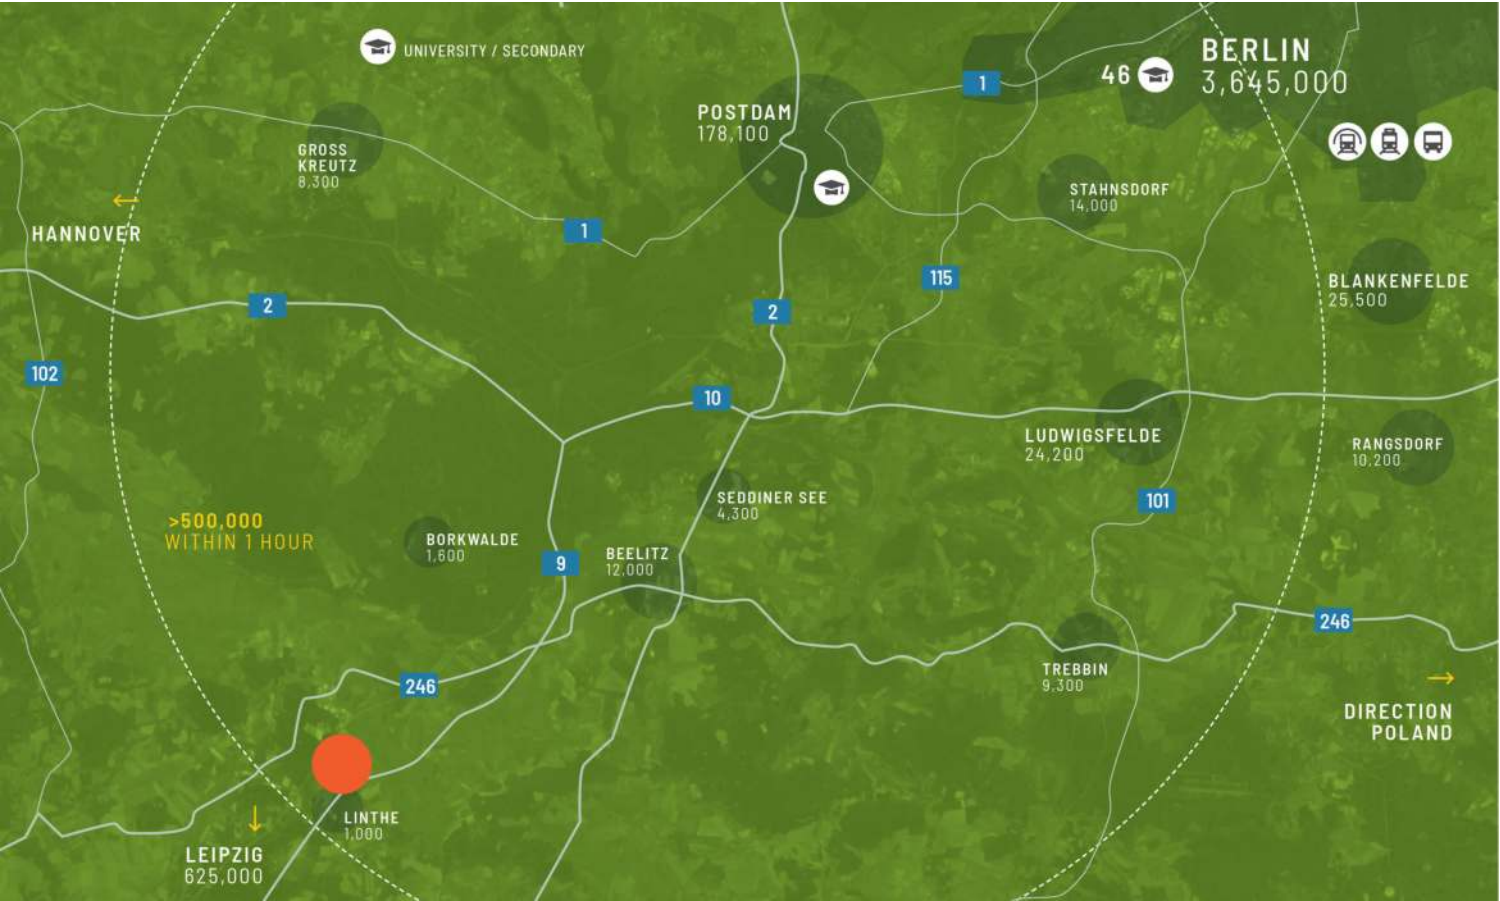 UNIVERSITY / SECONDARY
46
BERLIN
3,645,000
1
POSTDAM
178,100
GROSS
KREUTZ
8,300
STAHNSDORF
14,000
HANNOVER
1
115
BLANKENFELDE
25,500
2
2
102
10
LUDWIGSFELDE
24,200
RANGSDORF
10,200
SEDDINER SEE
4,300
101
>500,000
WITHIN 1 HOUR
BORKWALDE
1,600
BEELITZ
12,000
9
246
TREBBIN
9,300
246
DIRECTION
POLAND
LINTHE
1,000
LEIPZIG
625,000